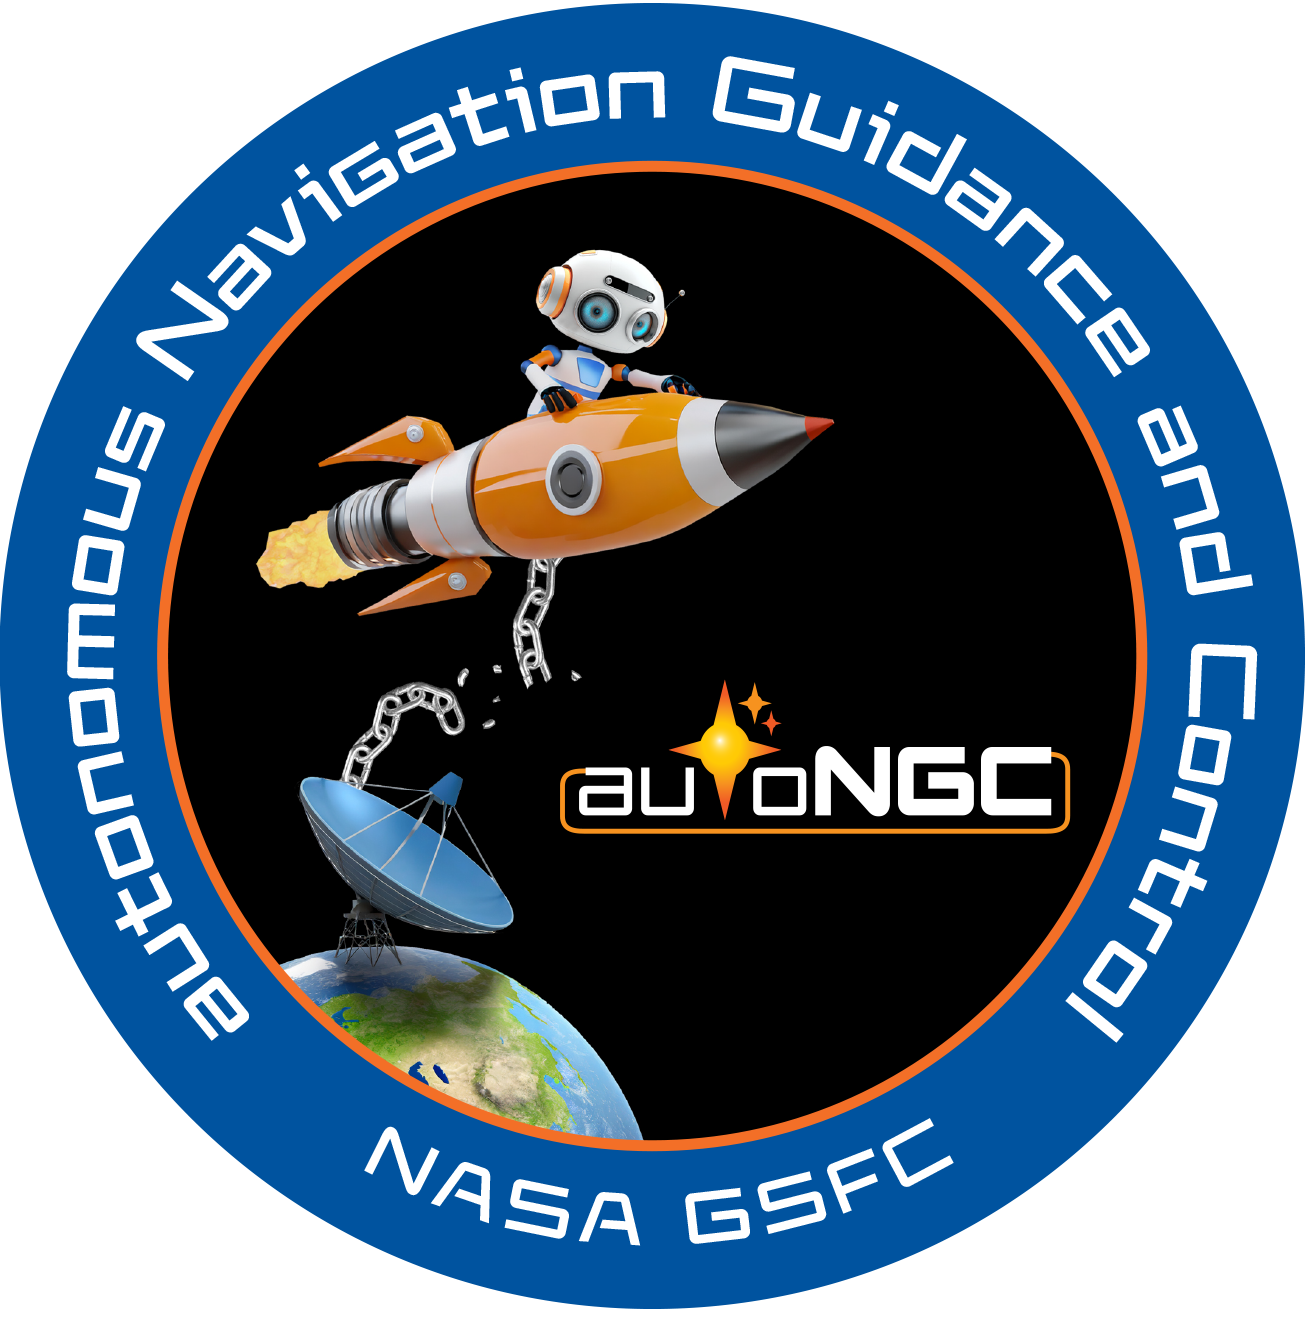 autonomous Navigation Guidance and Control
autoNGC
NASA GSFC